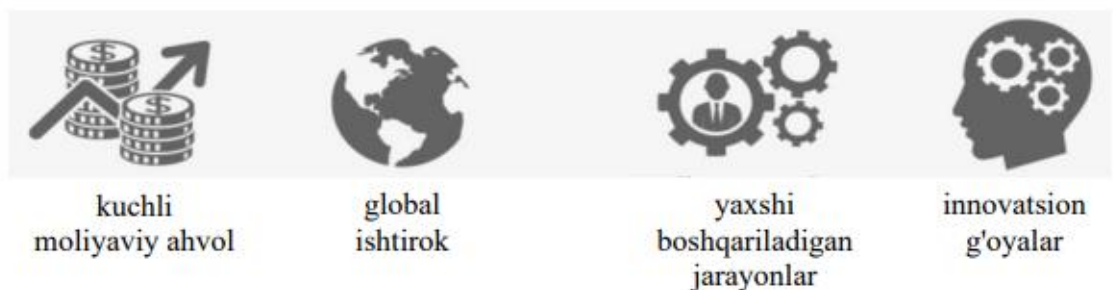 kuchli
moliyaviy ahvol
global
ishtirok
yaxshi
boshqariladigan
jarayonlar
innovatsion
g'oyalar